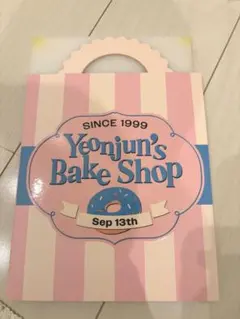 SINCE 1999
Yeonjun's
Bake Shop
Sep 13th